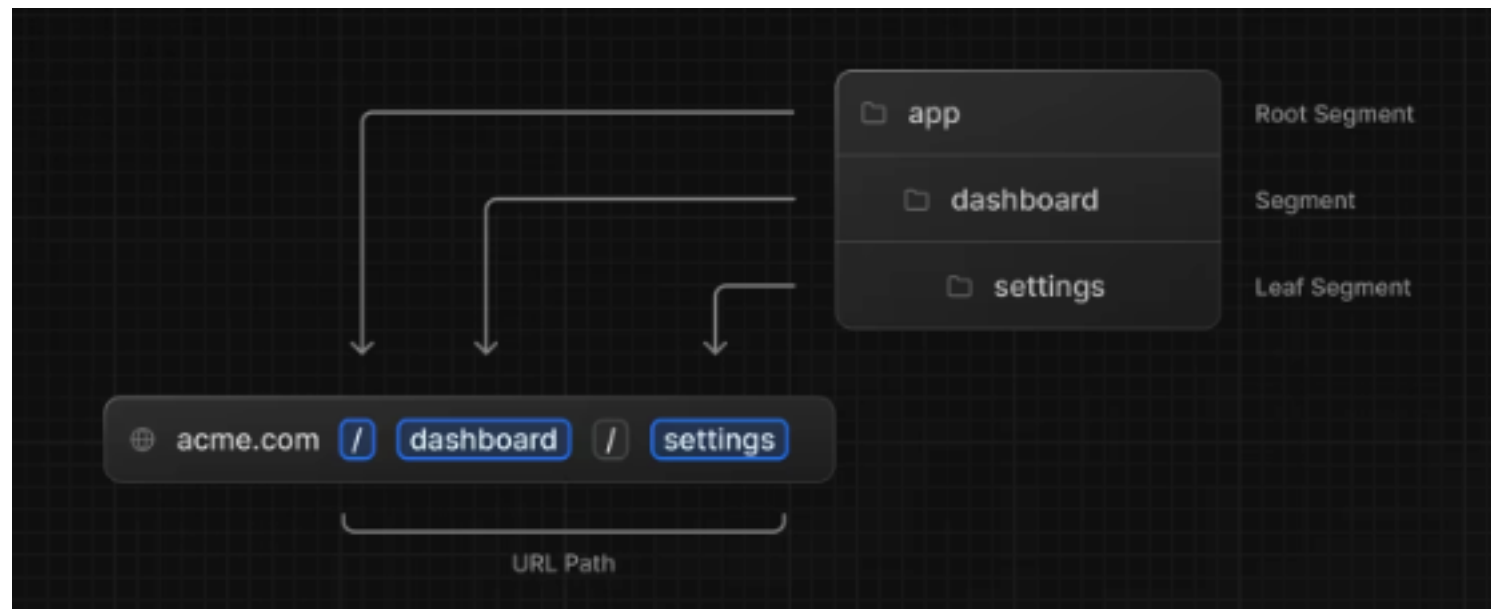 app Root Segment
dashboard Segment
settings Leaf Segment
acme.com / dashboard / settings
URL Path